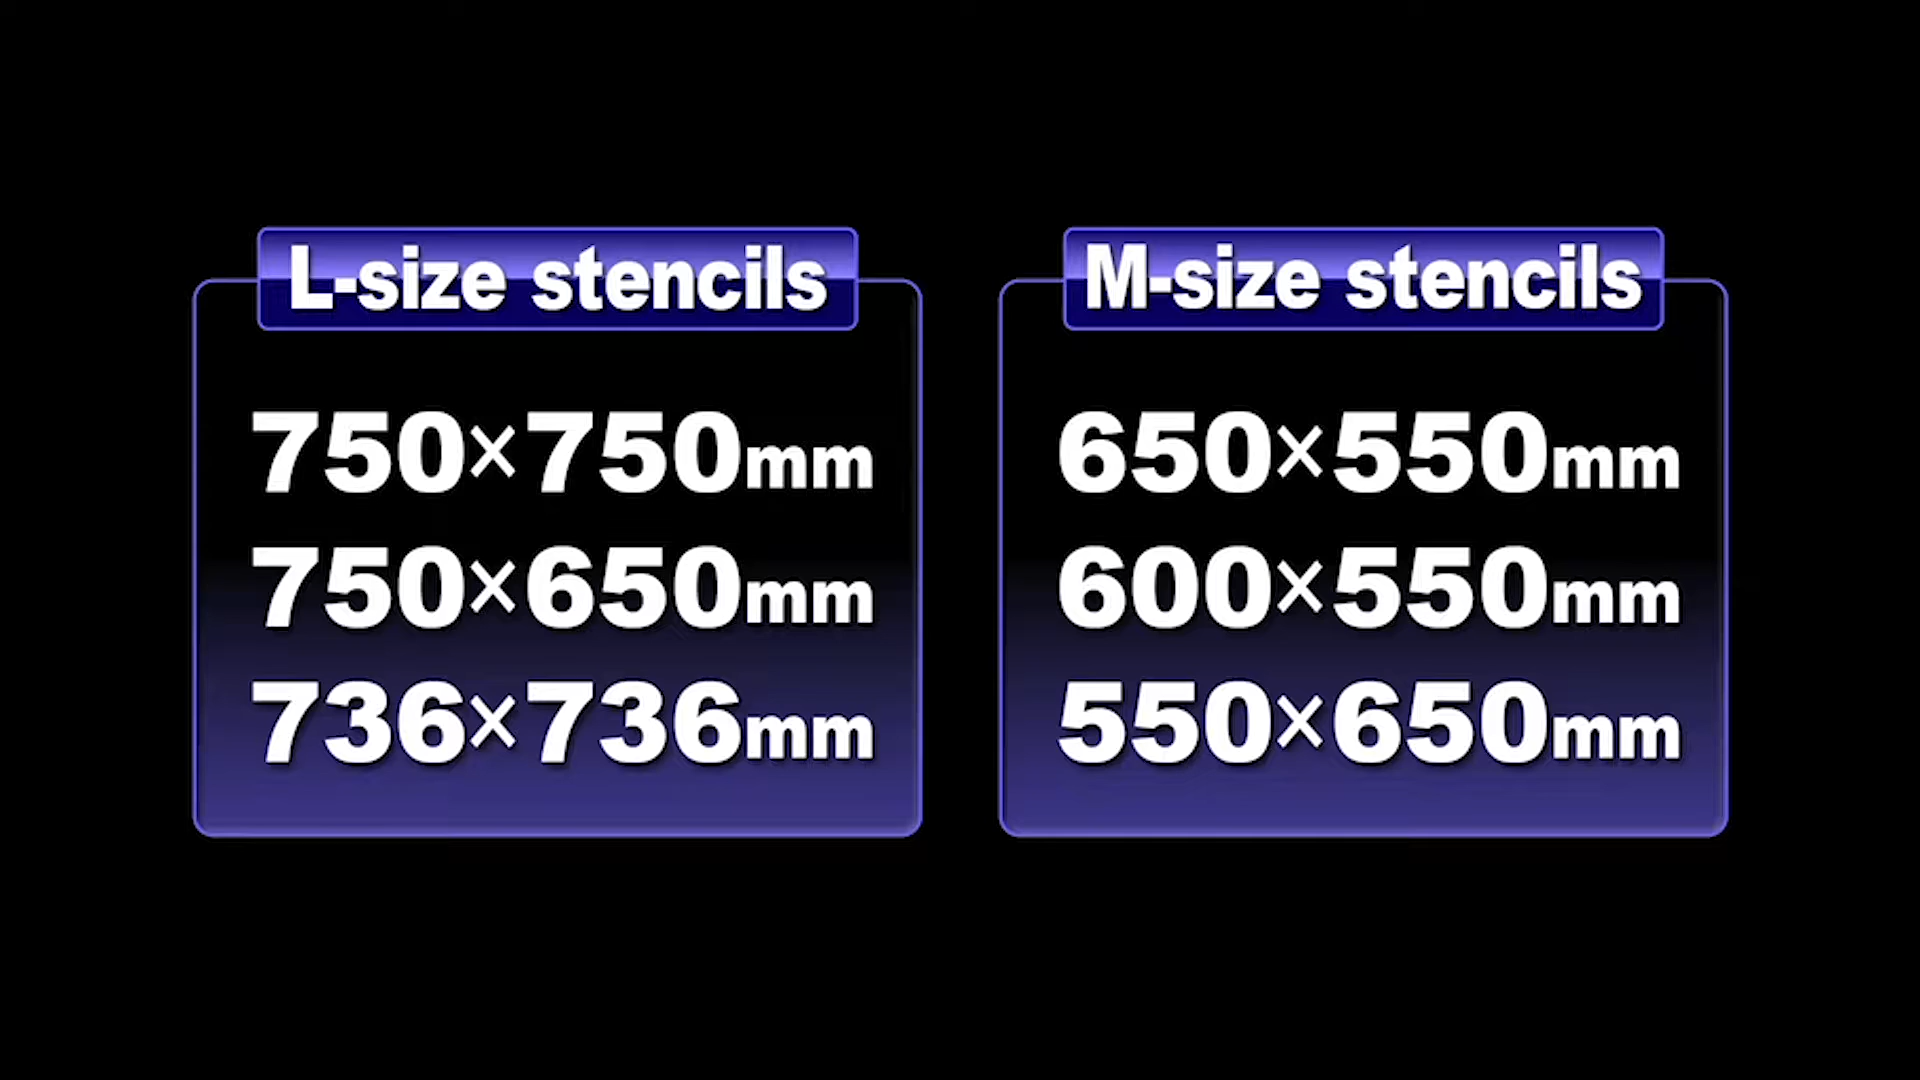 L-size stencils
750×750mm
750×650mm
736×736mm
M-size stencils
650×550mm
600×550mm
550×650mm